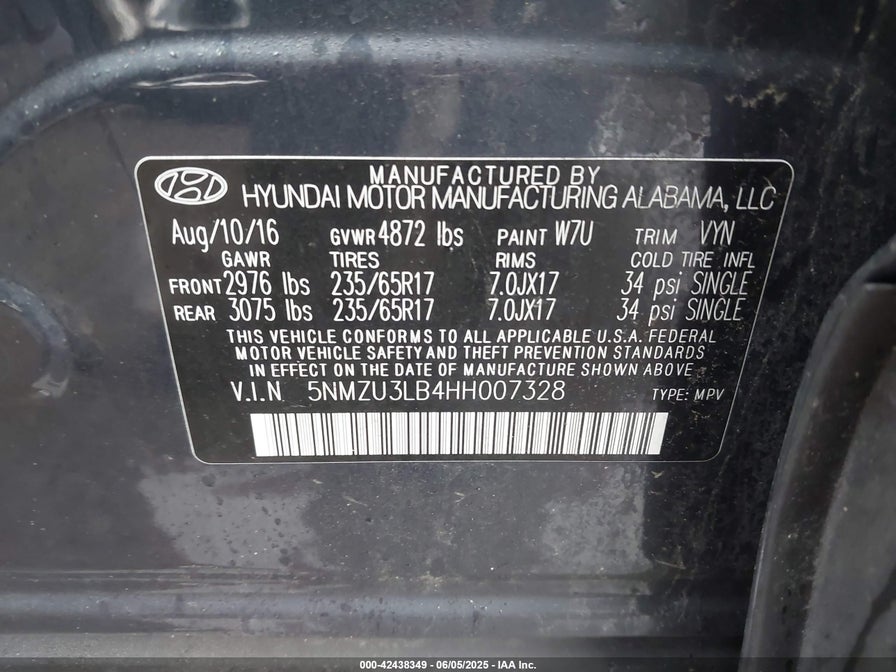 MANUFACTURED BY
HYUNDAI MOTOR MANUFACTURING ALABAMA, LLC
Aug/10/16 GVWR 4872 lbs PAINT W7U TRIM VYN
GAWR TIRES RIMS COLD TIRE INFL
FRONT 2976 lbs 235/65R17 7.0JX17 34 psi SINGLE
REAR 3075 lbs 235/65R17 7.0JX17 34 psi SINGLE
THIS VEHICLE CONFORMS TO ALL APPLICABLE U.S.A. FEDERAL
MOTOR VEHICLE SAFETY AND THEFT PREVENTION STANDARDS
IN EFFECT ON THE DATE OF MANUFACTURE SHOWN ABOVE
V.I.N 5NMZU3LB4HH007328 TYPE: MPV
000-42438349 - 06/05/2025 - IAA Inc.